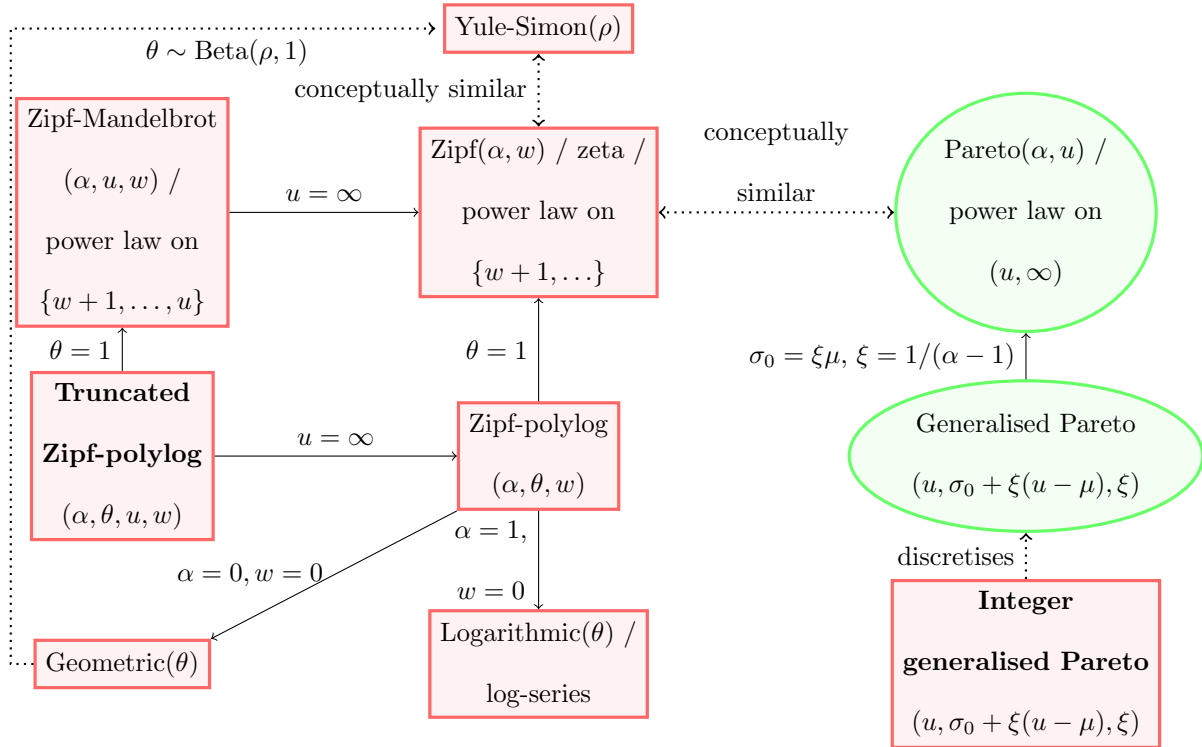 Yule-Simon(ρ)
θ ∼ Beta(ρ, 1)
conceptually similar
Zipf-Mandelbrot
(α, u, w) /
power law on
{w + 1, . . . , u}
u = ∞
Zipf(α, w) / zeta /
power law on
{w + 1, . . .}
conceptually
similar
Pareto(α, u) /
power law on
(u, ∞)
θ = 1
θ = 1
σ₀ = ξμ, ξ = 1/(α − 1)
Truncated
Zipf-polylog
(α, θ, u, w)
u = ∞
Zipf-polylog
(α, θ, w)
Generalised Pareto
(u, σ₀ + ξ(u − μ), ξ)
α = 0, w = 0
α = 1,
w = 0
discretises
Geometric(θ)
Logarithmic(θ) /
log-series
Integer
generalised Pareto
(u, σ₀ + ξ(u − μ), ξ)